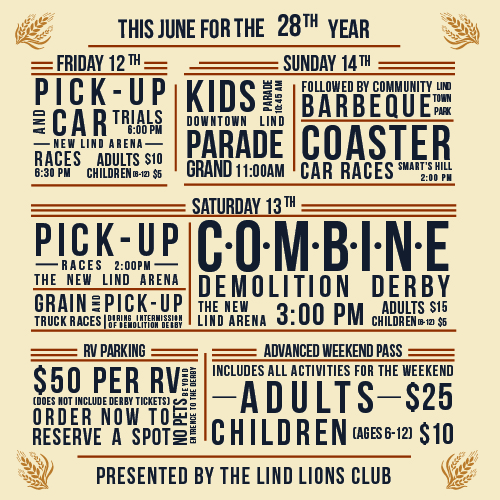 THIS JUNE FOR THE 28TH YEAR
FRIDAY 12TH
PICK-UP
AND CAR TRIALS
6:00 PM
NEW LIND ARENA
RACES ADULTS $10
6:30 PM CHILDREN (6-12) $5
SUNDAY 14TH
KIDS PARADE 10:45 AM
DOWNTOWN LIND
PARADE
GRAND 11:00AM
FOLLOWED BY COMMUNITY LIND
BARBEQUE TOWN PARK
COASTER
CAR RACES SMART'S HILL
2:00 PM
SATURDAY 13TH
PICK-UP
RACES 2:00PM
THE NEW LIND ARENA
GRAIN AND PICK-UP
TRUCK RACES DURING INTERMISSION
OF DEMOLITION DERBY
C·O·M·B·I·N·E
DEMOLITION DERBY
THE NEW 3:00 PM ADULTS $15
LIND ARENA CHILDREN (6-12) $5
RV PARKING
$50 PER RV
(DOES NOT INCLUDE DERBY TICKETS)
ORDER NOW TO
RESERVE A SPOT
NO PETS BEYOND
ENTRENCE TO THE DERBY
ADVANCED WEEKEND PASS
INCLUDES ALL ACTIVITIES FOR THE WEEKEND
—ADULTS—$25
CHILDREN (AGES 6-12) $10
PRESENTED BY THE LIND LIONS CLUB